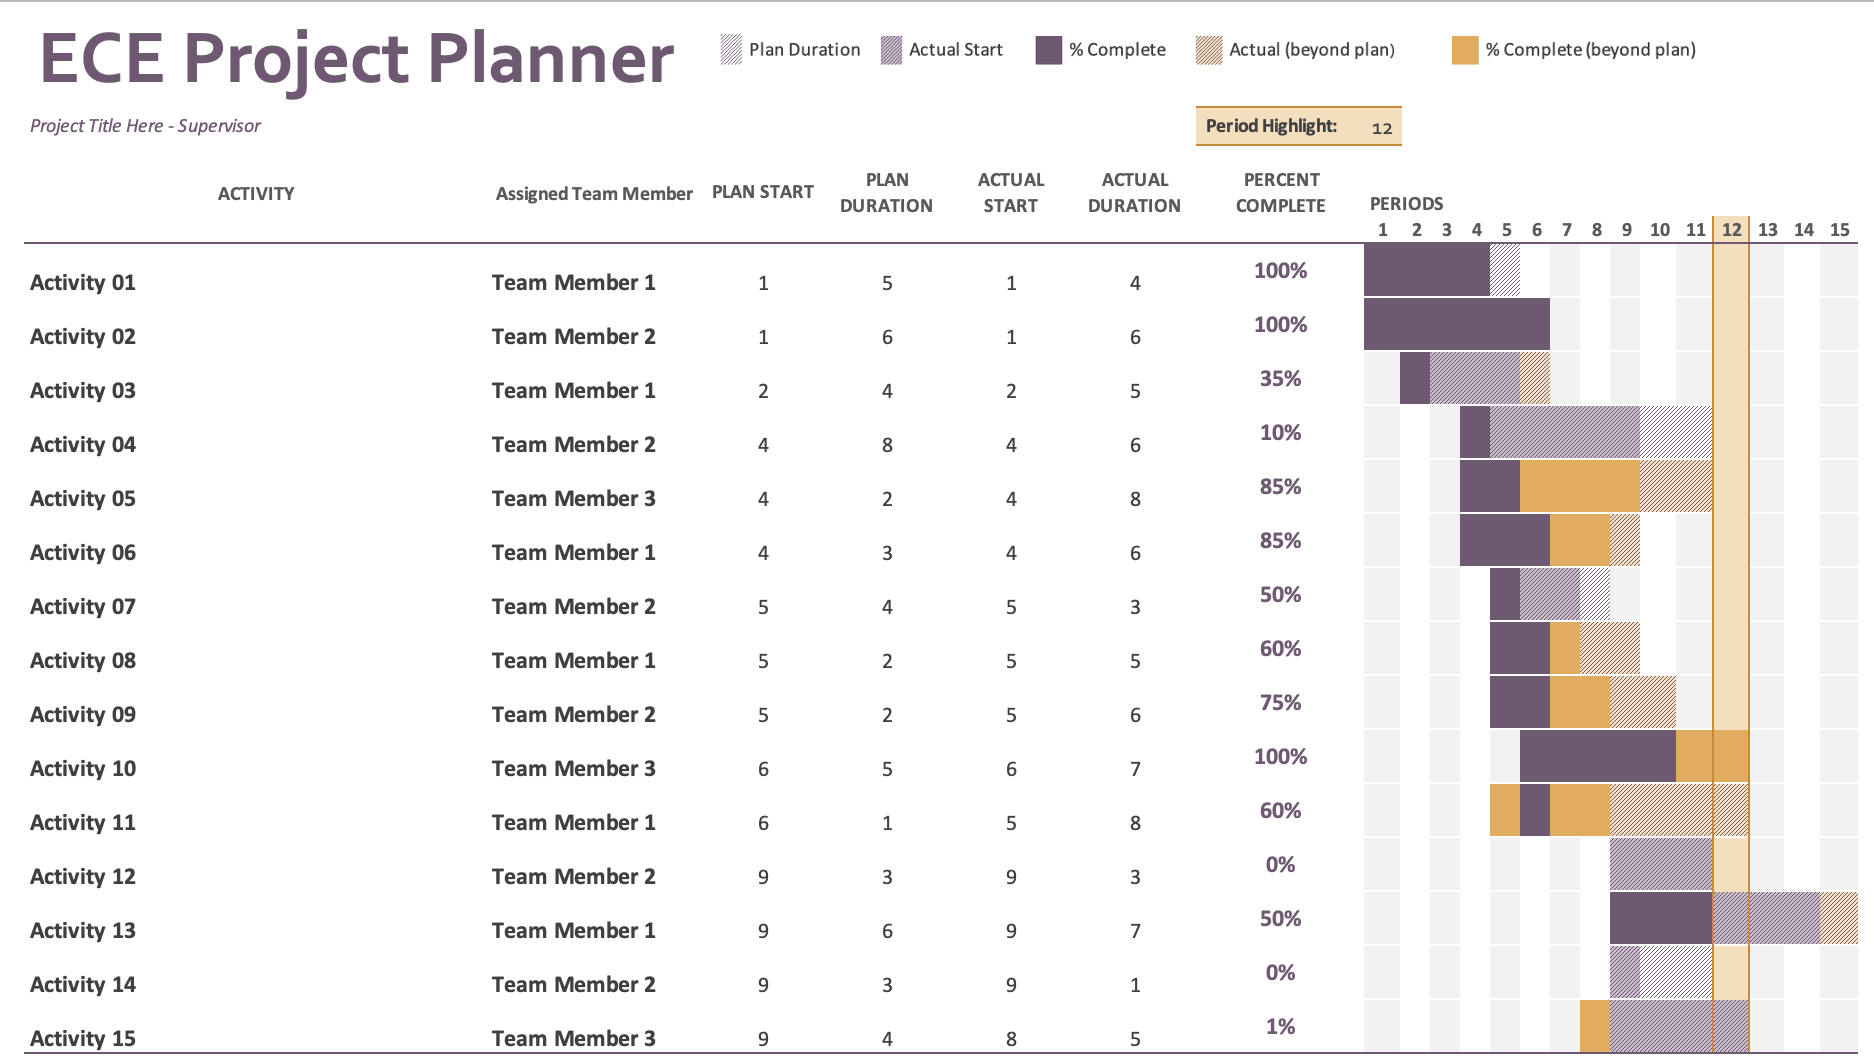 ECE Project Planner
Plan Duration Actual Start % Complete Actual (beyond plan) % Complete (beyond plan)
Project Title Here - Supervisor
Period Highlight: 12
ACTIVITY Assigned Team Member PLAN START PLAN DURATION ACTUAL START ACTUAL DURATION PERCENT COMPLETE PERIODS
1 2 3 4 5 6 7 8 9 10 11 12 13 14 15
Activity 01 Team Member 1 1 5 1 4 100%
Activity 02 Team Member 2 1 6 1 6 100%
Activity 03 Team Member 1 2 4 2 5 35%
Activity 04 Team Member 2 4 8 4 6 10%
Activity 05 Team Member 3 4 2 4 8 85%
Activity 06 Team Member 1 4 3 4 6 85%
Activity 07 Team Member 2 5 4 5 3 50%
Activity 08 Team Member 1 5 2 5 5 60%
Activity 09 Team Member 2 5 2 5 6 75%
Activity 10 Team Member 3 6 5 6 7 100%
Activity 11 Team Member 1 6 1 5 8 60%
Activity 12 Team Member 2 9 3 9 3 0%
Activity 13 Team Member 1 9 6 9 7 50%
Activity 14 Team Member 2 9 3 9 1 0%
Activity 15 Team Member 3 9 4 8 5 1%